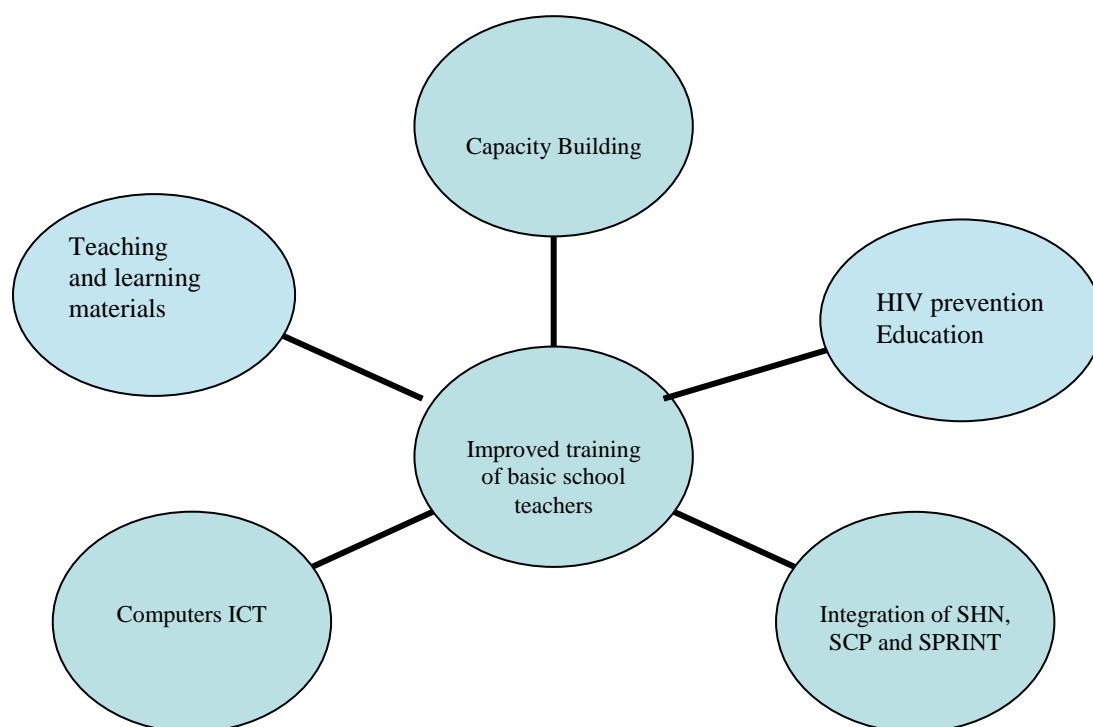 Capacity Building
Teaching
and learning
materials
HIV prevention
Education
Improved training
of basic school
teachers
Computers ICT
Integration of SHN,
SCP and SPRINT